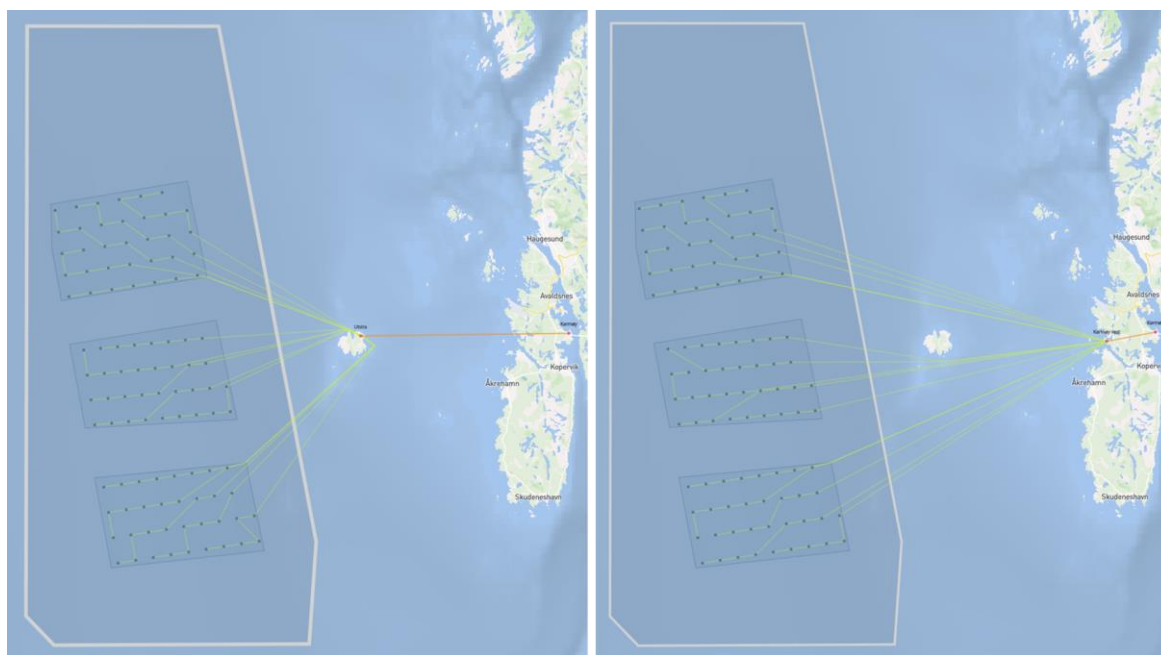 Haugesund
Avaldsnes
Utsira
Karmøy
Kopervik
Åkrehamn
Skudeneshavn
Haugesund
Avaldsnes
Kopervik
Åkrehamn
Skudeneshavn